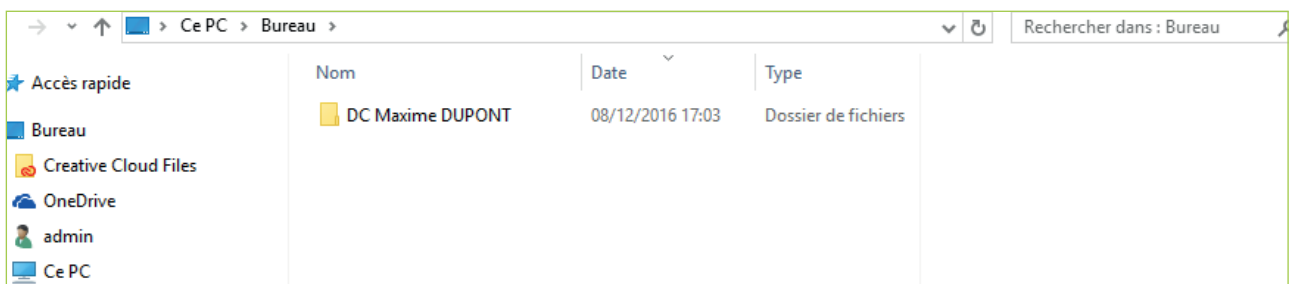 Ce PC > Bureau >
Rechercher dans : Bureau
Nom Date Type
Accès rapide
DC Maxime DUPONT 08/12/2016 17:03 Dossier de fichiers
Bureau
Creative Cloud Files
OneDrive
admin
Ce PC